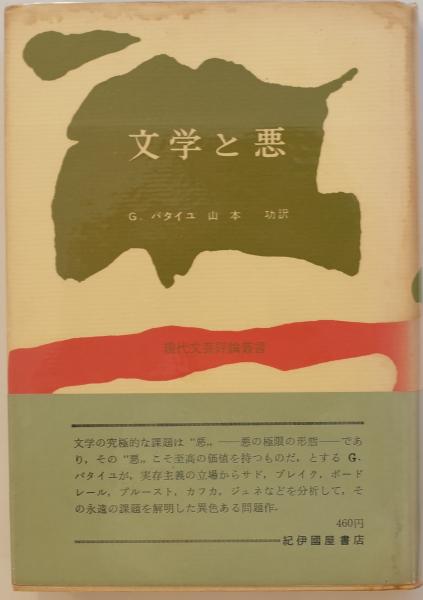 文学と悪
G. バタイユ 山本 功訳
現代文芸評論叢書
文学の究極的な課題は〝悪〟——悪の極限の形態——であ
り，その〝悪〟こそ至高の価値を持つものだ，とする G.
バタイユが，実存主義の立場からサド，ブレイク，ボード
レール，プルースト，カフカ，ジュネなどを分析して，そ
の永遠の課題を解明した異色ある問題作．
460円
紀伊國屋書店